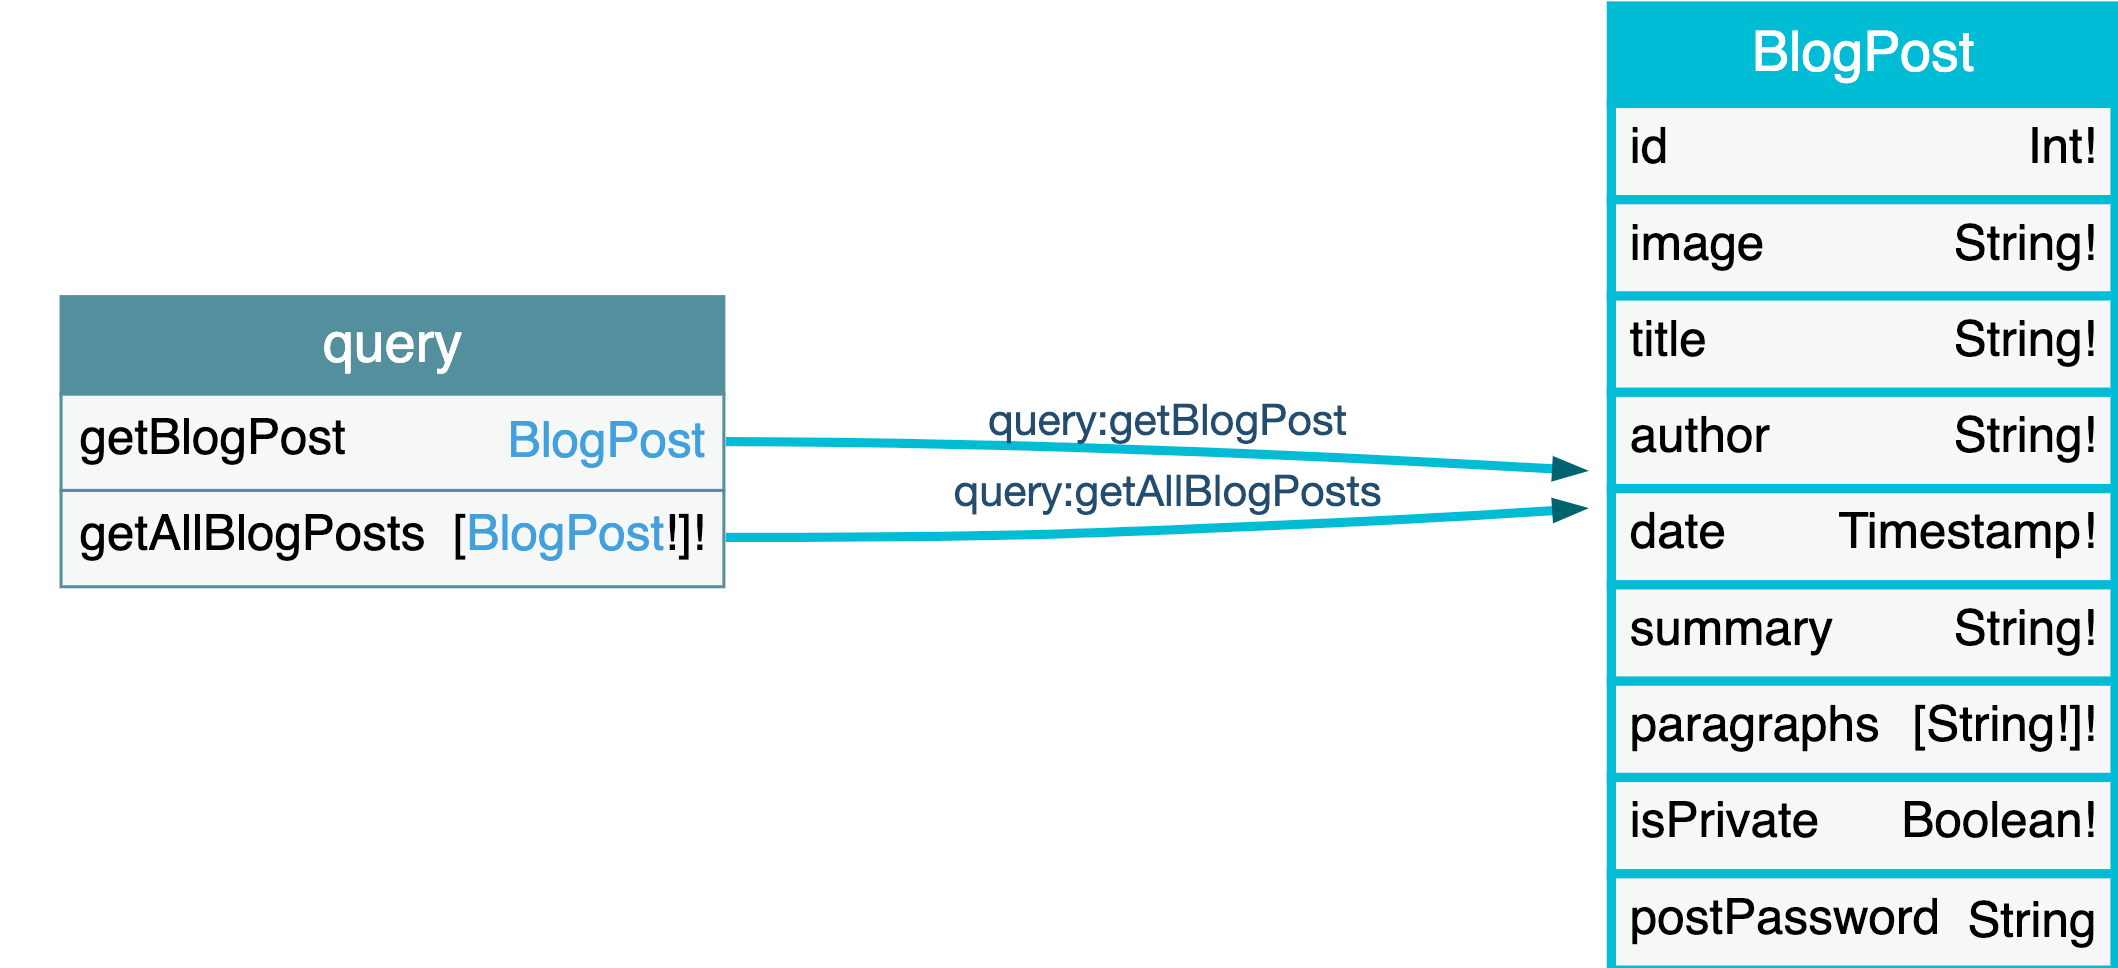 query
getBlogPost BlogPost
getAllBlogPosts [BlogPost!]!
query:getBlogPost
query:getAllBlogPosts
BlogPost
id Int!
image String!
title String!
author String!
date Timestamp!
summary String!
paragraphs [String!]!
isPrivate Boolean!
postPassword String